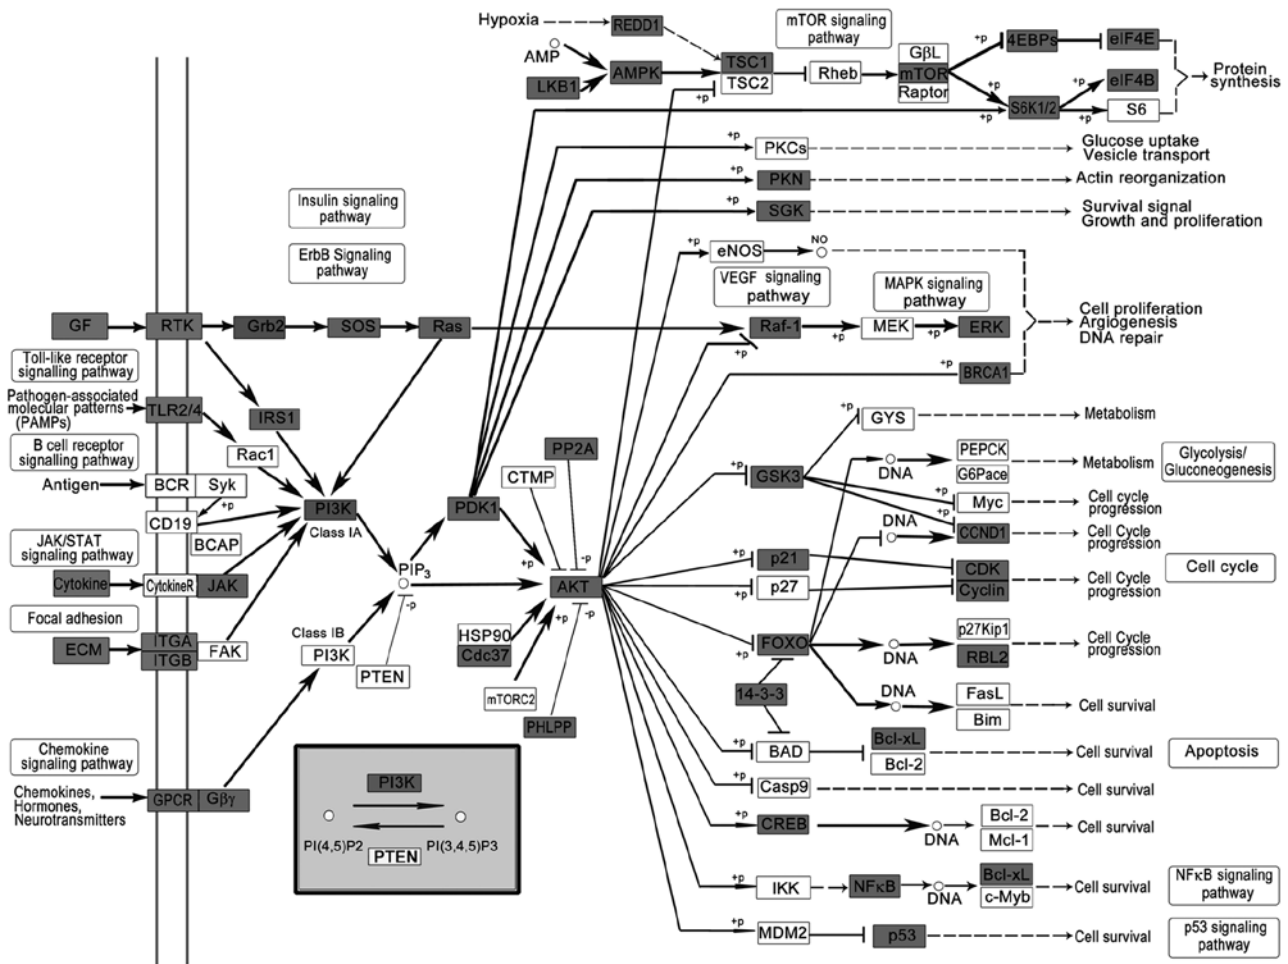 Hypoxia
REDD1
mTOR signaling
pathway
AMP
LKB1
AMPK
TSC1
TSC2
+p
Rheb
GβL
mTOR
Raptor
+p
4EBPs
eIF4E
+p
S6K1/2
+p
+p
eIF4B
+p
S6
Protein
synthesis
+p
PKCs
Glucose uptake
Vesicle transport
+p
PKN
Actin reorganization
+p
SGK
Survival signal
Growth and proliferation
Insulin signaling
pathway
ErbB Signaling
pathway
+p
eNOS
NO
VEGF signaling
pathway
MAPK signaling
pathway
GF
RTK
Grb2
SOS
Ras
Raf-1
+p
+p
MEK
+p
ERK
Cell proliferation
Angiogenesis
DNA repair
+p
BRCA1
Toll-like receptor
signalling pathway
Pathogen-associated
molecular patterns
(PAMPs)
TLR2/4
IRS1
Rac1
B cell receptor
signalling pathway
Antigen
BCR
Syk
+p
CD19
BCAP
PI3K
Class IA
PDK1
CTMP
PP2A
+p
-p
+p
GYS
Metabolism
+p
GSK3
DNA
PEPCK
G6Pace
Metabolism
Glycolysis/
Gluconeogenesis
+p
Myc
Cell cycle
progression
DNA
+p
CCND1
Cell Cycle
progression
JAK/STAT
signaling pathway
Cytokine
CytokineR
JAK
PIP3
-p
AKT
-p
+p
p21
CDK
Cyclin
+p
p27
Cell Cycle
progression
Cell cycle
Focal adhesion
ECM
ITGA
ITGB
FAK
Class IB
PI3K
PTEN
HSP90
Cdc37
+p
mTORC2
PHLPP
+p
FOXO
DNA
p27Kip1
RBL2
Cell Cycle
progression
14-3-3
DNA
FasL
Bim
Cell survival
+p
BAD
Bcl-xL
Bcl-2
Cell survival
Apoptosis
Chemokine
signaling pathway
Chemokines,
Hormones,
Neurotransmitters
GPCR
Gβγ
PI3K
PI(4,5)P2
PI(3,4,5)P3
PTEN
+p
Casp9
Cell survival
+p
CREB
DNA
Bcl-2
Mcl-1
Cell survival
+p
IKK
NFκB
DNA
Bcl-xL
c-Myb
Cell survival
NFκB signaling
pathway
+p
MDM2
p53
Cell survival
p53 signaling
pathway